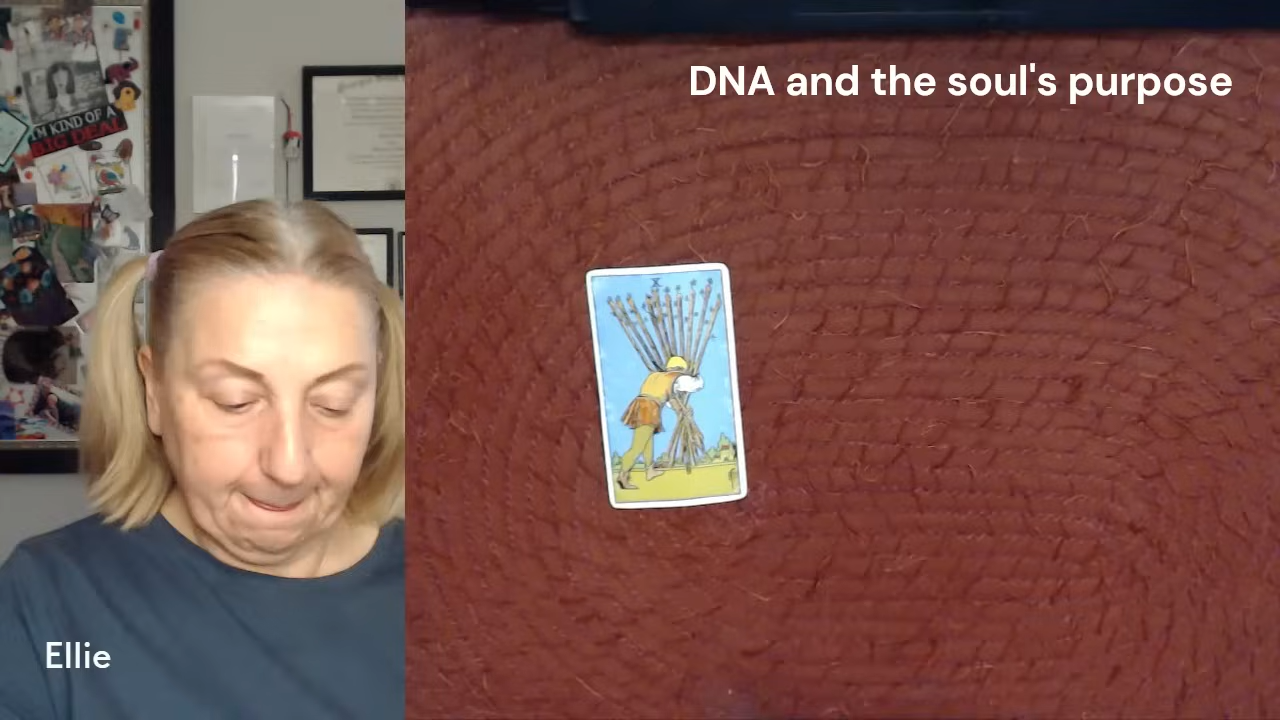 DNA and the soul's purpose
I'M KIND OF A
BIG DEAL
X
Ellie